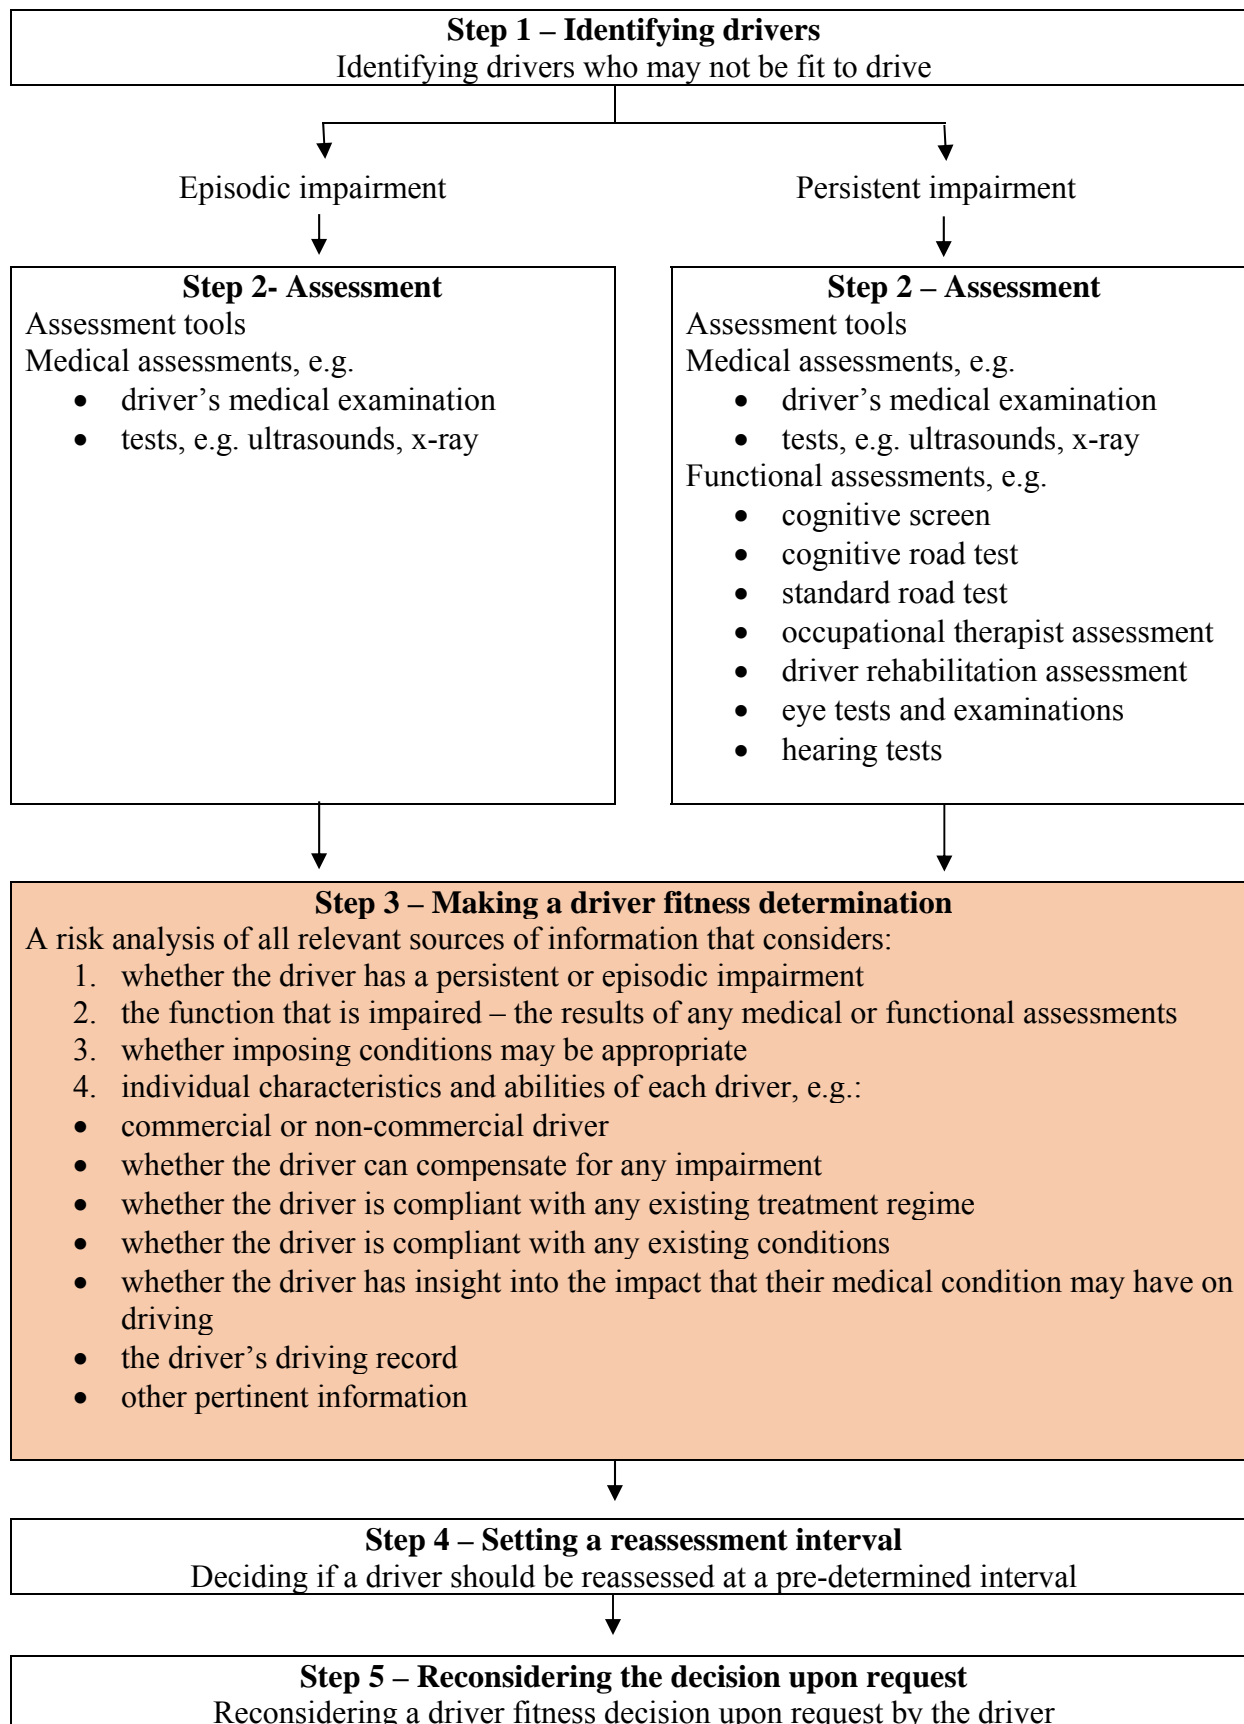 Step 1 – Identifying drivers
Identifying drivers who may not be fit to drive
Episodic impairment
Persistent impairment
Step 2- Assessment
Assessment tools
Medical assessments, e.g.
• driver’s medical examination
• tests, e.g. ultrasounds, x-ray
Step 2 – Assessment
Assessment tools
Medical assessments, e.g.
• driver’s medical examination
• tests, e.g. ultrasounds, x-ray
Functional assessments, e.g.
• cognitive screen
• cognitive road test
• standard road test
• occupational therapist assessment
• driver rehabilitation assessment
• eye tests and examinations
• hearing tests
Step 3 – Making a driver fitness determination
A risk analysis of all relevant sources of information that considers:
1. whether the driver has a persistent or episodic impairment
2. the function that is impaired – the results of any medical or functional assessments
3. whether imposing conditions may be appropriate
4. individual characteristics and abilities of each driver, e.g.:
• commercial or non-commercial driver
• whether the driver can compensate for any impairment
• whether the driver is compliant with any existing treatment regime
• whether the driver is compliant with any existing conditions
• whether the driver has insight into the impact that their medical condition may have on
driving
• the driver’s driving record
• other pertinent information
Step 4 – Setting a reassessment interval
Deciding if a driver should be reassessed at a pre-determined interval
Step 5 – Reconsidering the decision upon request
Reconsidering a driver fitness decision upon request by the driver